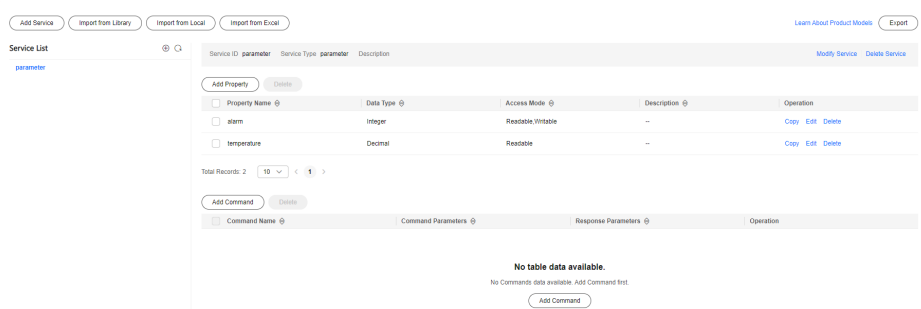 Add Service Import from Library Import from Local Import from Excel Learn About Product Models Export
Service List
parameter
Service ID parameter Service Type parameter Description Modify Service Delete Service
Add Property Delete
Property Name Data Type Access Mode Description Operation
alarm Integer Readable,Writable -- Copy Edit Delete
temperature Decimal Readable -- Copy Edit Delete
Total Records: 2 10 < 1 >
Add Command Delete
Command Name Command Parameters Response Parameters Operation
No table data available.
No Commands data available. Add Command first.
Add Command